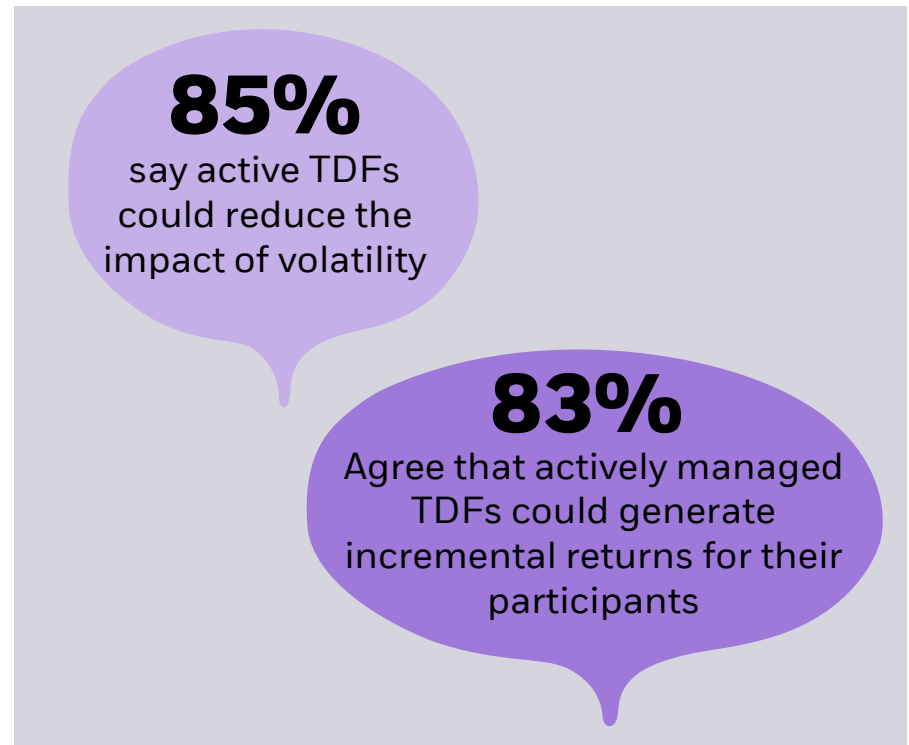 85%
say active TDFs
could reduce the
impact of volatility
83%
Agree that actively managed
TDFs could generate
incremental returns for their
participants